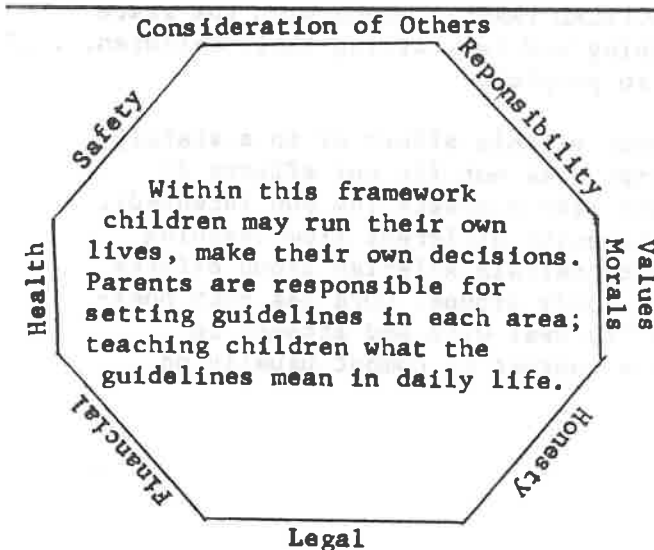 Consideration of Others
Reponsibility
Safety
Within this framework
children may run their own
lives, make their own decisions.
Parents are responsible for
setting guidelines in each area;
teaching children what the
guidelines mean in daily life.
Health
Values
Morals
Financial
Honesty
Legal